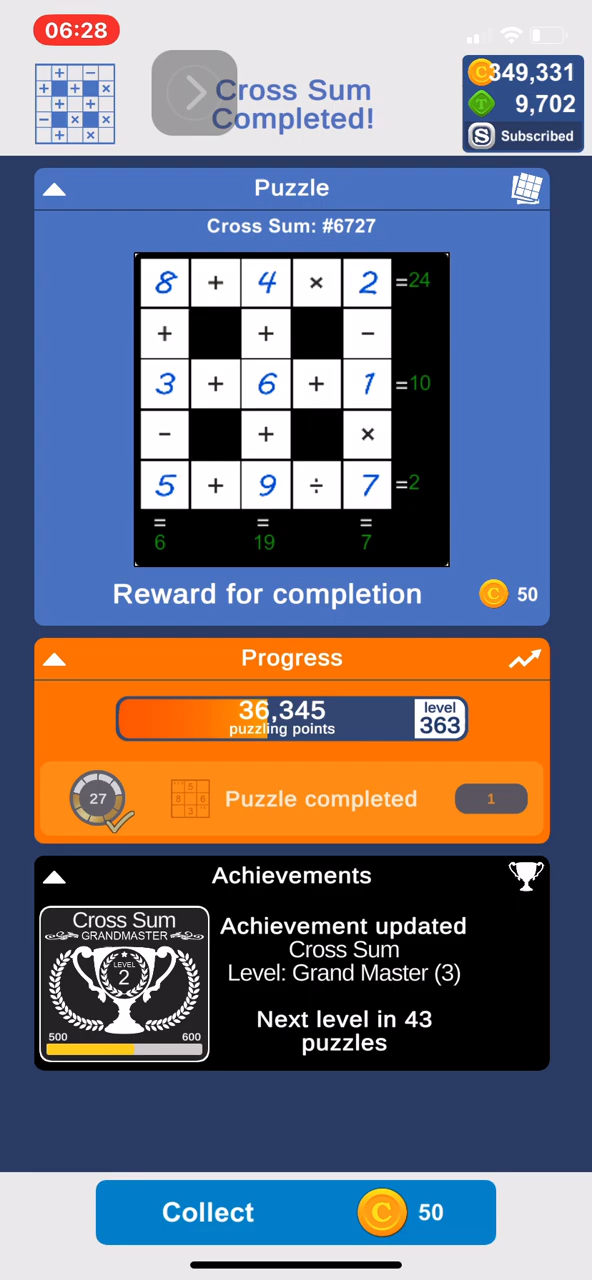 06:28
Cross Sum
Completed!
349,331
9,702
S Subscribed
Puzzle
Cross Sum: #6727
8 + 4 × 2 =24
+ + −
3 + 6 + 1 =10
− + ×
5 + 9 ÷ 7 =2
= = =
6 19 7
Reward for completion C 50
Progress
36,345
puzzling points
level
363
27 Puzzle completed 1
Achievements
Cross Sum
GRANDMASTER
LEVEL
2
500 600
Achievement updated
Cross Sum
Level: Grand Master (3)
Next level in 43
puzzles
Collect C 50